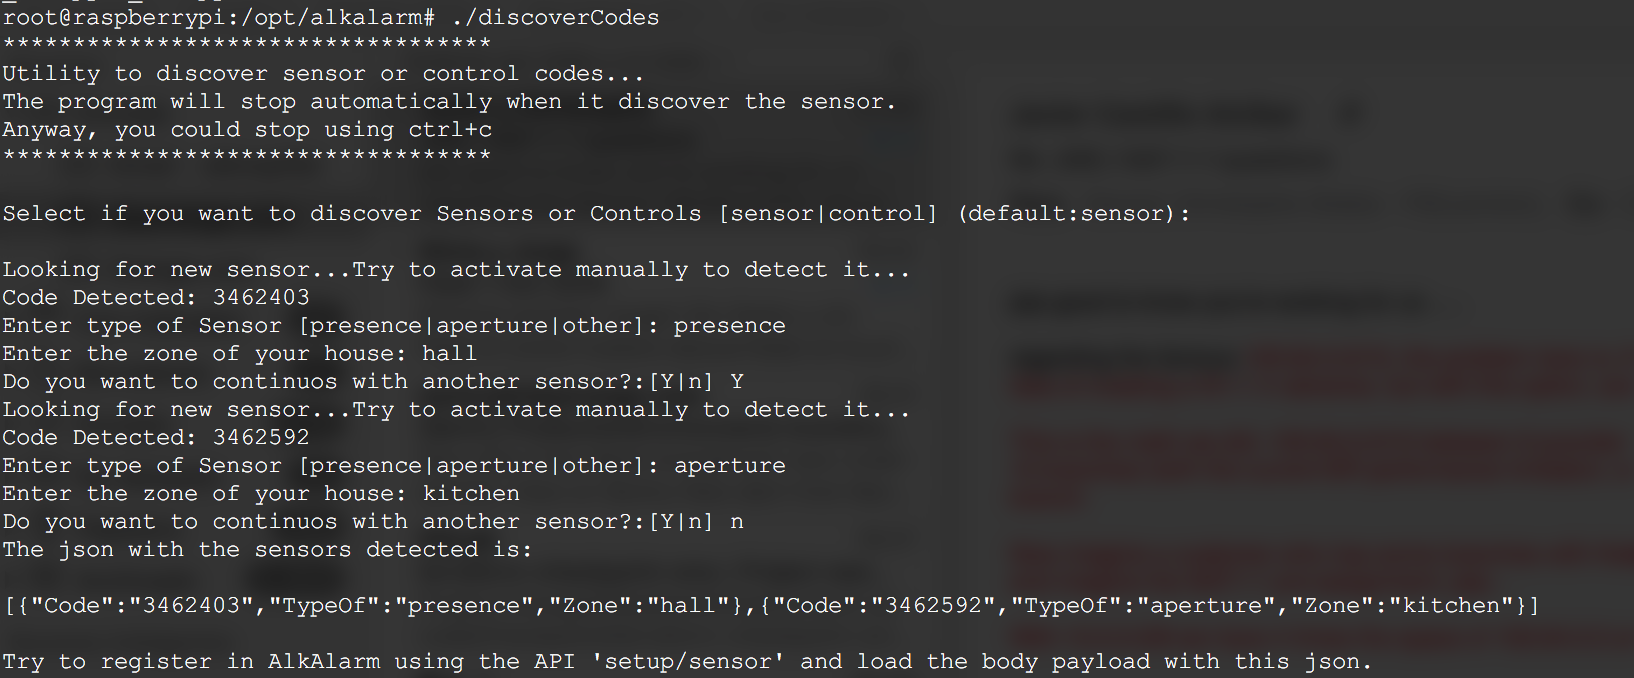 root@raspberrypi:/opt/alkalarm# ./discoverCodes
***********************************
Utility to discover sensor or control codes...
The program will stop automatically when it discover the sensor.
Anyway, you could stop using ctrl+c
***********************************
Select if you want to discover Sensors or Controls [sensor|control] (default:sensor):
Looking for new sensor...Try to activate manually to detect it...
Code Detected: 3462403
Enter type of Sensor [presence|aperture|other]: presence
Enter the zone of your house: hall
Do you want to continuos with another sensor?:[Y|n] Y
Looking for new sensor...Try to activate manually to detect it...
Code Detected: 3462592
Enter type of Sensor [presence|aperture|other]: aperture
Enter the zone of your house: kitchen
Do you want to continuos with another sensor?:[Y|n] n
The json with the sensors detected is:
[{"Code":"3462403","TypeOf":"presence","Zone":"hall"},{"Code":"3462592","TypeOf":"aperture","Zone":"kitchen"}]
Try to register in AlkAlarm using the API 'setup/sensor' and load the body payload with this json.